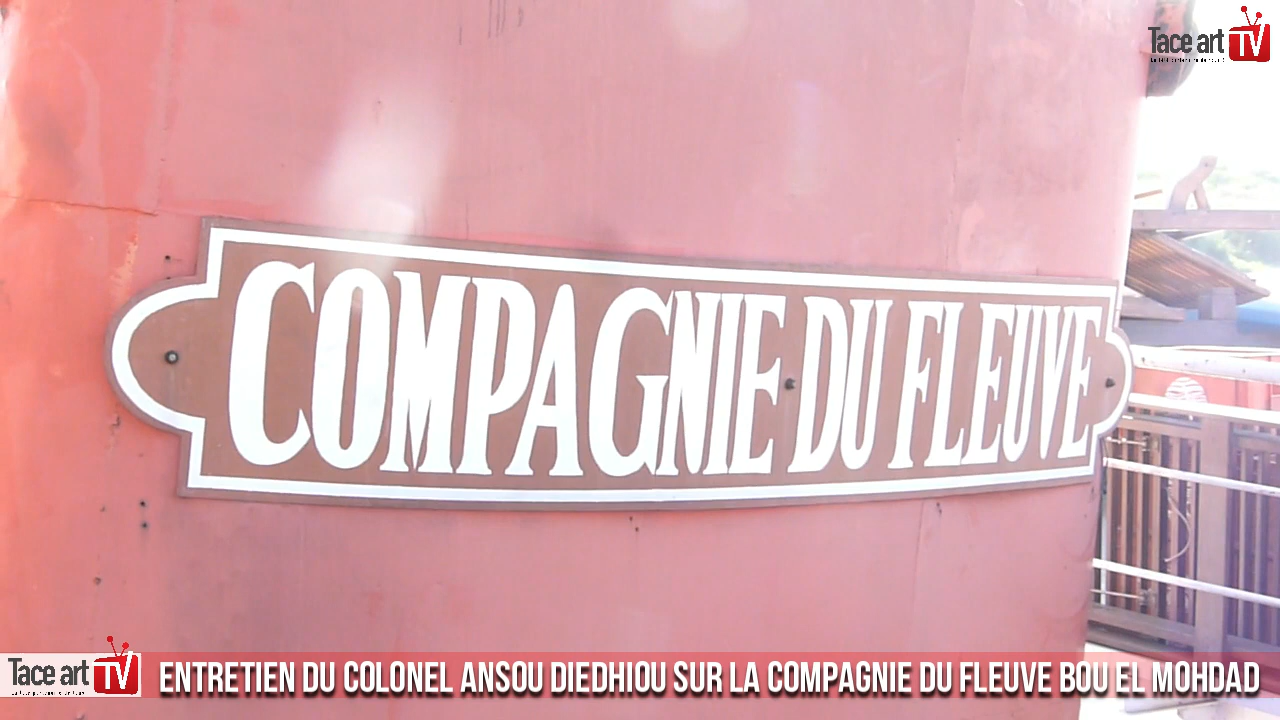 Tace art TV
COMPAGNIE DU FLEUVE
Tace art TV
ENTRETIEN DU COLONEL ANSOU DIEDHIOU SUR LA COMPAGNIE DU FLEUVE BOU EL MOHDAD